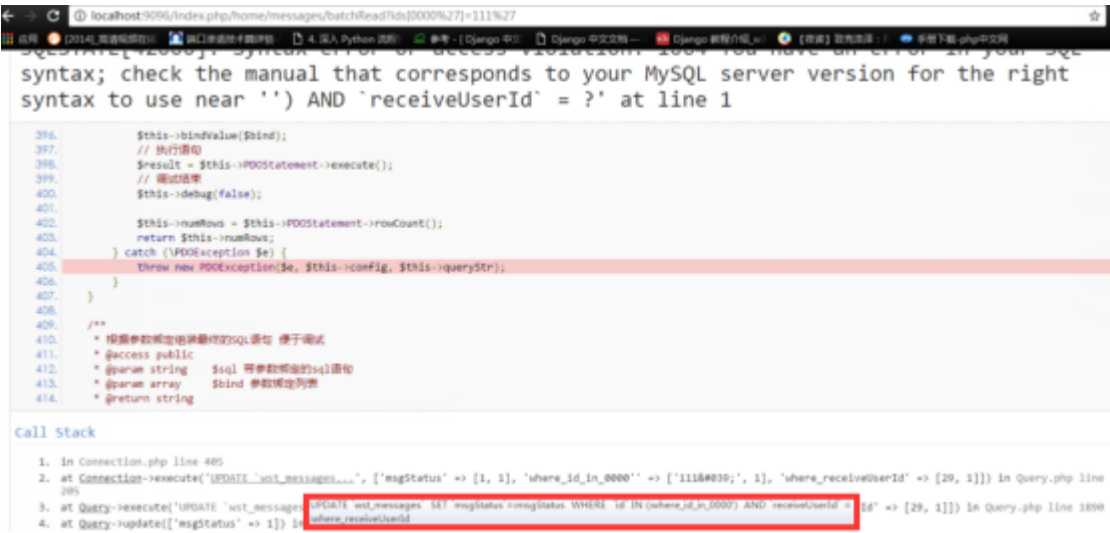 localhost:9096/index.php/home/messages/batchRead?ids[0000%27]=111%27
syntax; check the manual that corresponds to your MySQL server version for the right
syntax to use near '') AND `receiveUserId` = ?' at line 1
396. $this->bindValue($bind);
397. // 执行语句
398. $result = $this->PDOStatement->execute();
399. // 调试结束
400. $this->debug(false);
401.
402. $this->numRows = $this->PDOStatement->rowCount();
403. return $this->numRows;
404. } catch (\PDOException $e) {
405. throw new PDOException($e, $this->config, $this->queryStr);
406. }
407. }
408.
409. /**
410. * 根据参数绑定组装最终的SQL语句 便于调试
411. * @access public
412. * @param string $sql 带参数绑定的sql语句
413. * @param array $bind 参数绑定列表
414. * @return string
Call Stack
1. in Connection.php line 405
2. at Connection->execute('UPDATE `wst_messages...', ['msgStatus' => [1, 1], 'where_id_in_0000'' => ['111&#039;', 1], 'where_receiveUserId' => [29, 1]]) in Query.php line
205
3. at Query->execute('UPDATE `wst_messages
UPDATE `wst_messages` SET `msgStatus`=:msgStatus WHERE `id` IN (:where_id_in_0000') AND `receiveUserId` =
:where_receiveUserId
Id' => [29, 1]]) in Query.php line 1890
4. at Query->update(['msgStatus' => 1]) in